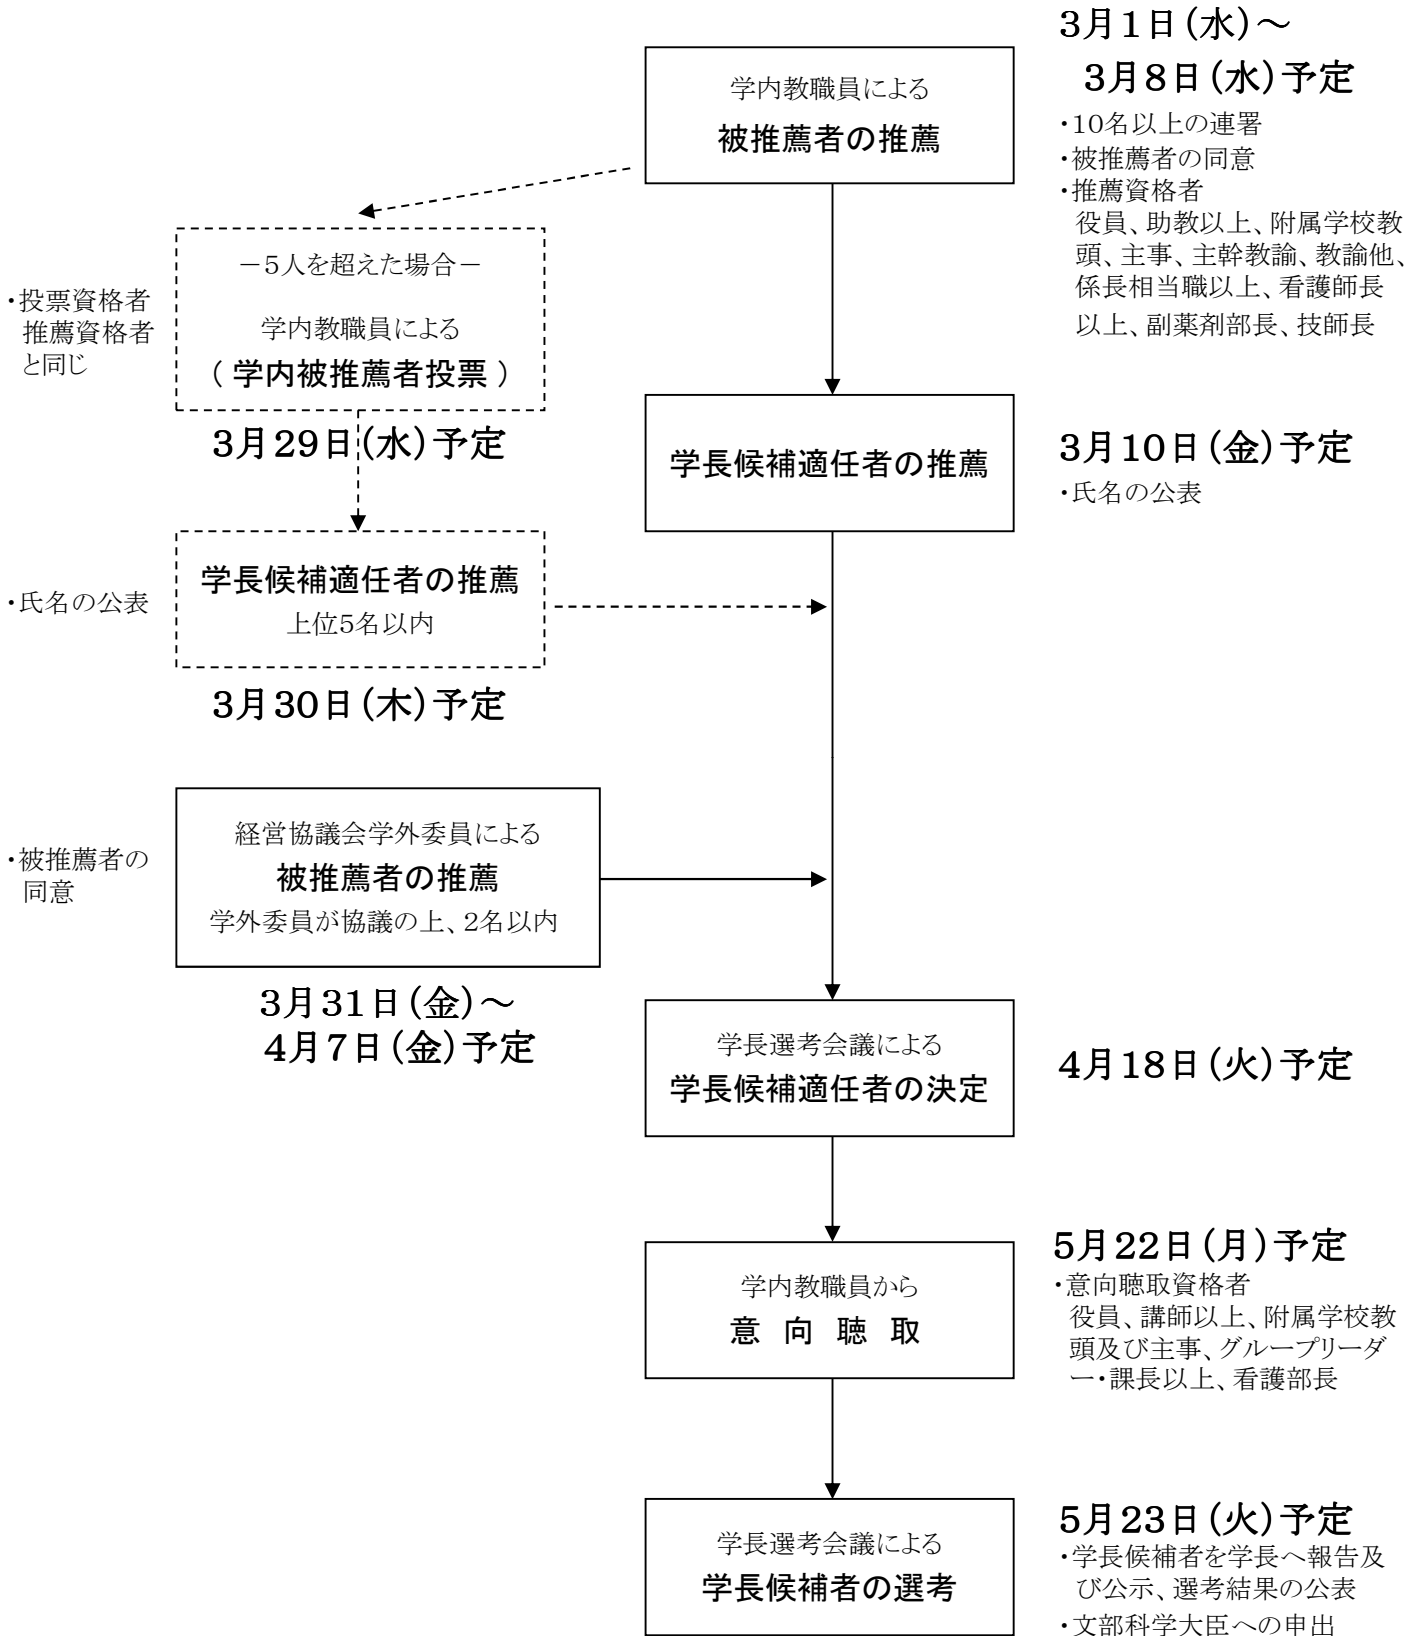 3月1日(水)～
3月8日(水)予定
学内教職員による
被推薦者の推薦
・10名以上の連署
・被推薦者の同意
・推薦資格者
役員、助教以上、附属学校教
頭、主事、主幹教諭、教諭他、
係長相当職以上、看護師長
以上、副薬剤部長、技師長
－5人を超えた場合－
学内教職員による
（学内被推薦者投票）
・投票資格者
推薦資格者
と同じ
3月29日(水)予定
学長候補適任者の推薦
3月10日(金)予定
・氏名の公表
学長候補適任者の推薦
上位5名以内
・氏名の公表
3月30日(木)予定
経営協議会学外委員による
被推薦者の推薦
学外委員が協議の上、2名以内
・被推薦者の
同意
3月31日(金)～
4月7日(金)予定
学長選考会議による
学長候補適任者の決定
4月18日(火)予定
学内教職員から
意向聴取
5月22日(月)予定
・意向聴取資格者
役員、講師以上、附属学校教
頭及び主事、グループリーダ
ー・課長以上、看護部長
学長選考会議による
学長候補者の選考
5月23日(火)予定
・学長候補者を学長へ報告及
び公示、選考結果の公表
・文部科学大臣への申出